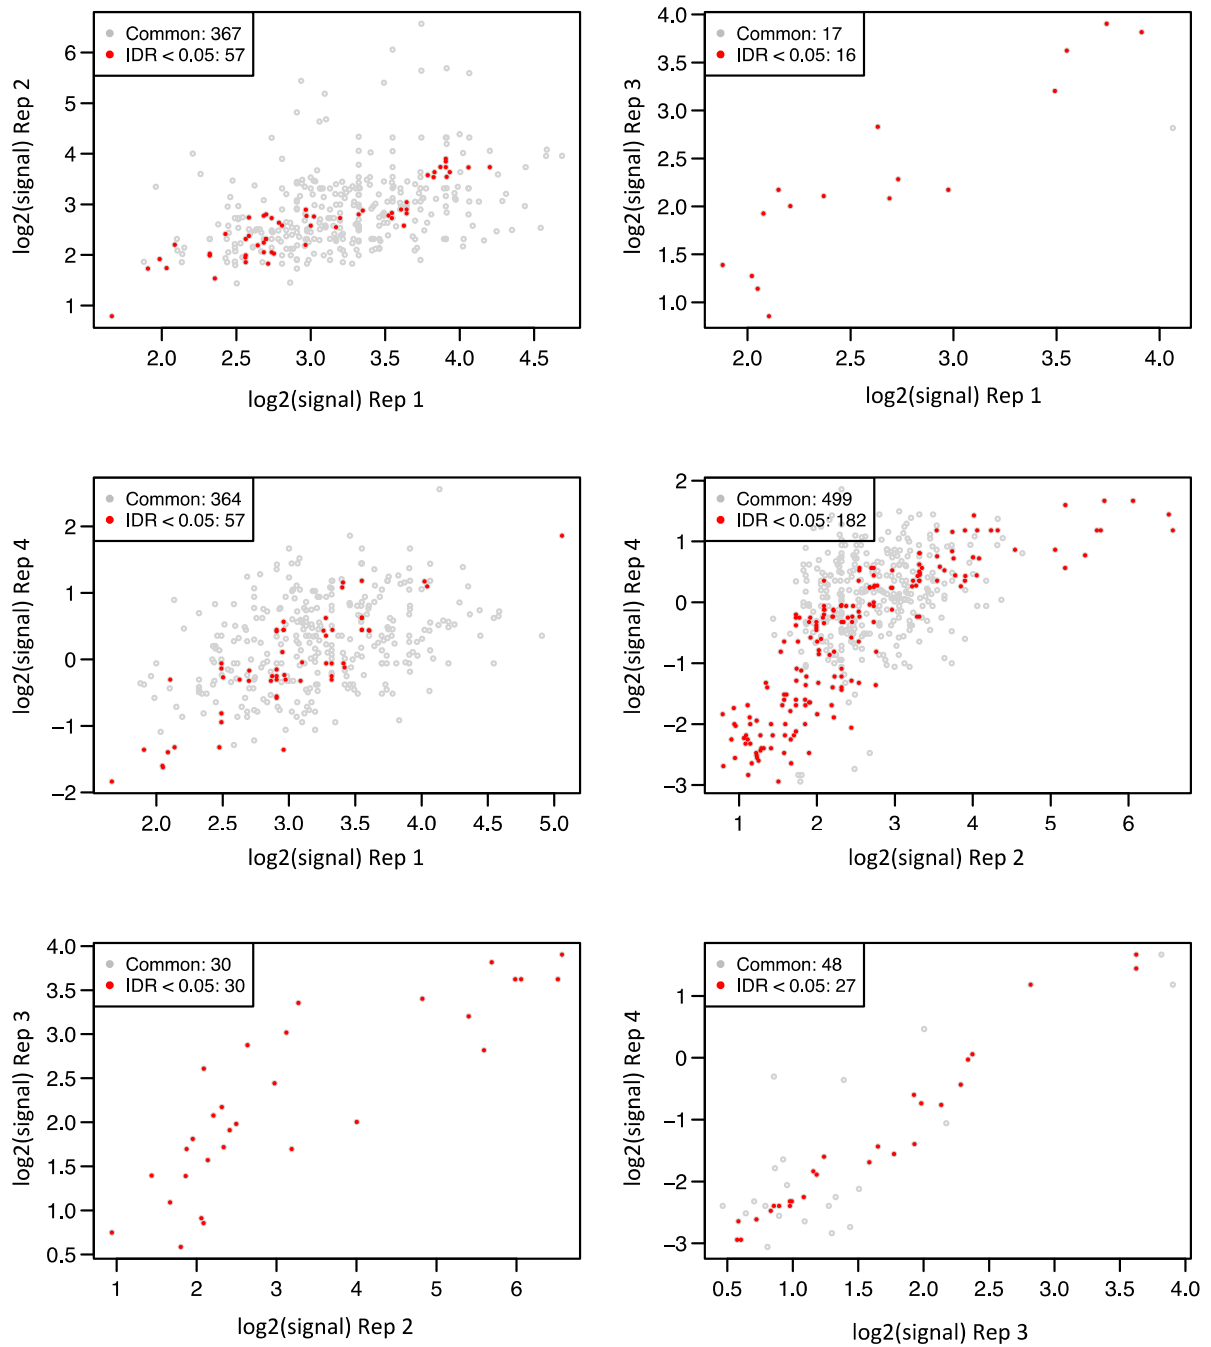 Common: 367
IDR < 0.05: 57
6
5
4
3
2
1
log2(signal) Rep 2
2.0 2.5 3.0 3.5 4.0 4.5
log2(signal) Rep 1
Common: 17
IDR < 0.05: 16
4.0
3.5
3.0
2.5
2.0
1.5
1.0
log2(signal) Rep 3
2.0 2.5 3.0 3.5 4.0
log2(signal) Rep 1
Common: 364
IDR < 0.05: 57
2
1
0
−1
−2
log2(signal) Rep 4
2.0 2.5 3.0 3.5 4.0 4.5 5.0
log2(signal) Rep 1
Common: 499
IDR < 0.05: 182
2
1
0
−1
−2
−3
log2(signal) Rep 4
1 2 3 4 5 6
log2(signal) Rep 2
Common: 30
IDR < 0.05: 30
4.0
3.5
3.0
2.5
2.0
1.5
1.0
0.5
log2(signal) Rep 3
1 2 3 4 5 6
log2(signal) Rep 2
Common: 48
IDR < 0.05: 27
1
0
−1
−2
−3
log2(signal) Rep 4
0.5 1.0 1.5 2.0 2.5 3.0 3.5 4.0
log2(signal) Rep 3